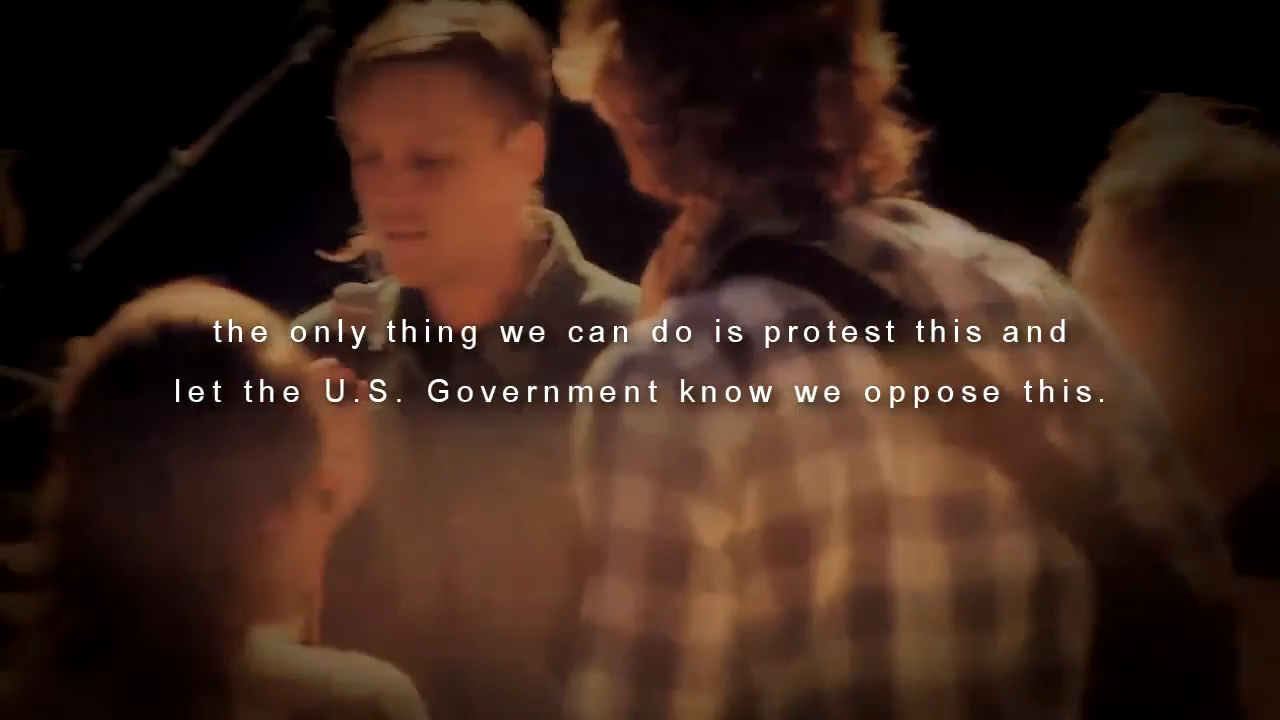 the only thing we can do is protest this and
let the U.S. Government know we oppose this.